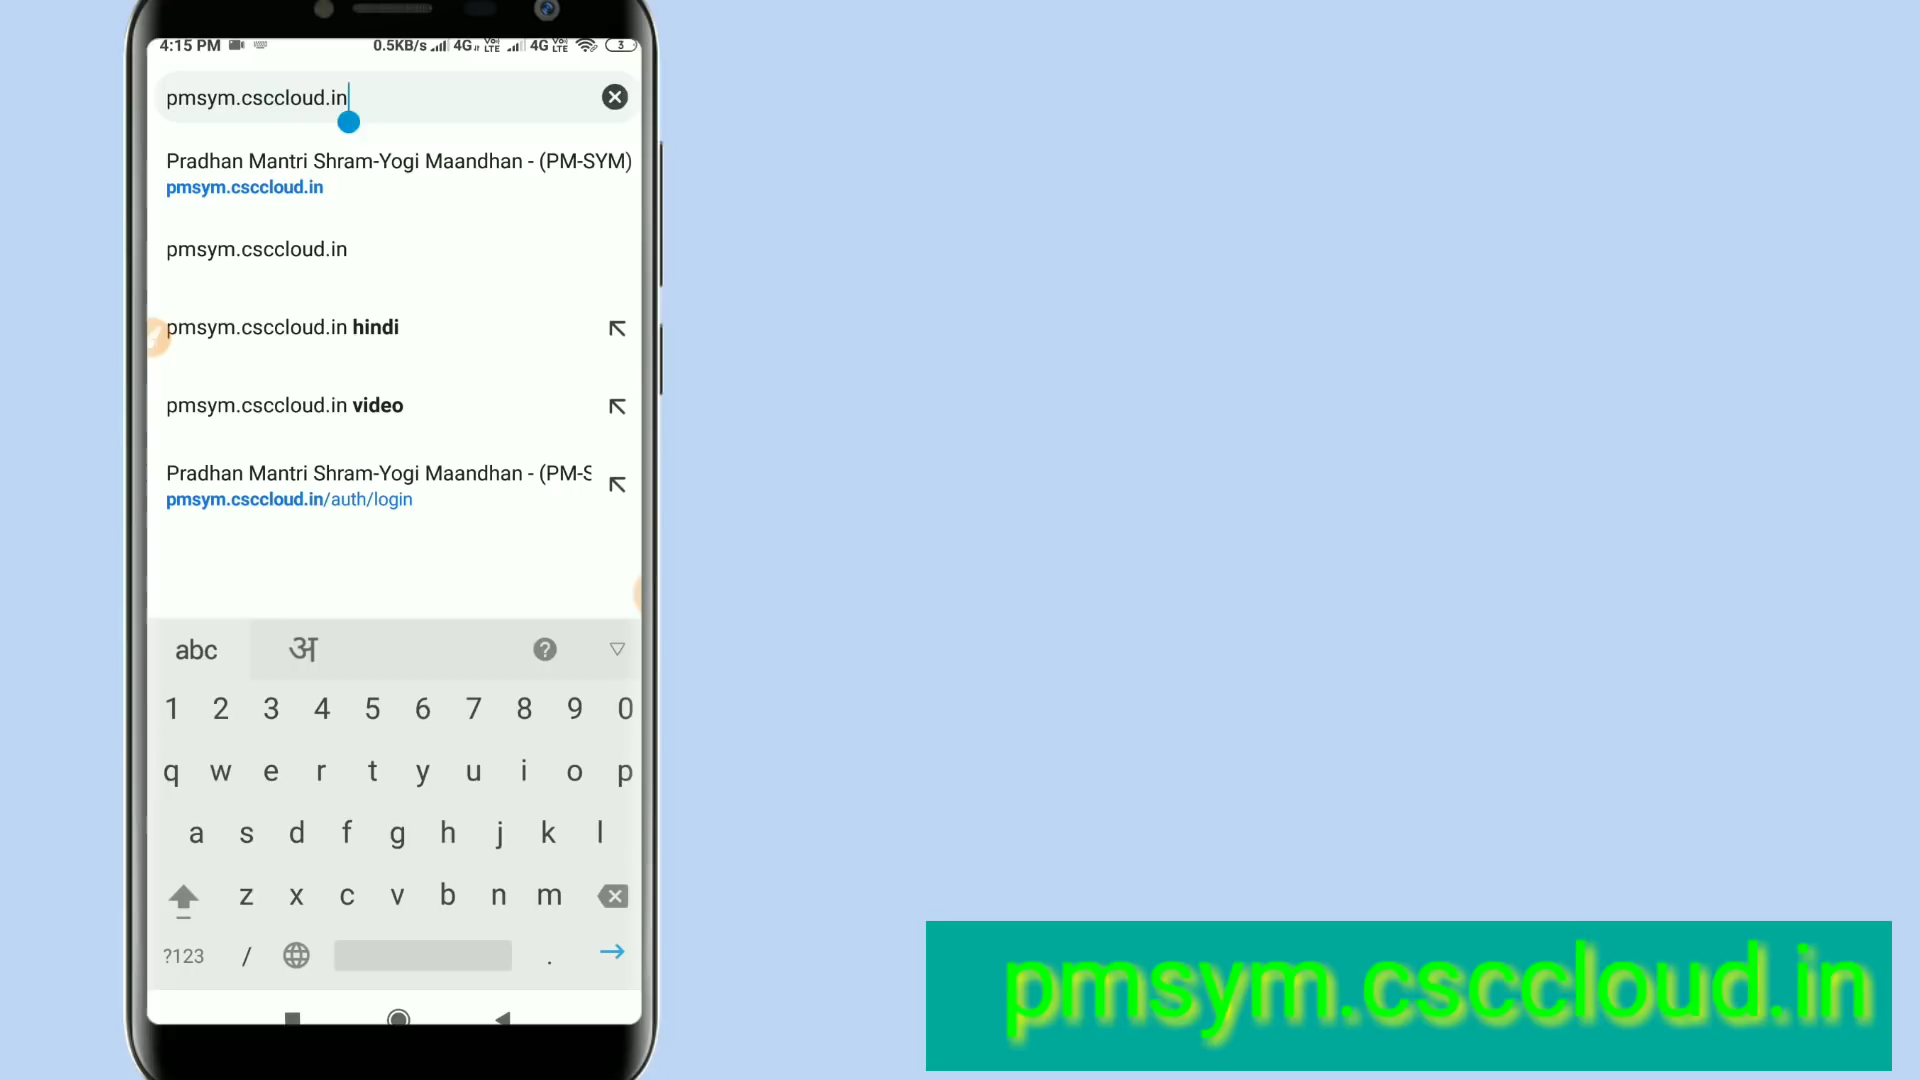 4:15 PM 0.5KB/s 4G VoLTE 4G VoLTE 3
pmsym.csccloud.in
Pradhan Mantri Shram-Yogi Maandhan - (PM-SYM)
pmsym.csccloud.in
pmsym.csccloud.in
pmsym.csccloud.in hindi
pmsym.csccloud.in video
Pradhan Mantri Shram-Yogi Maandhan - (PM-S
pmsym.csccloud.in/auth/login
abc अ ?
1 2 3 4 5 6 7 8 9 0
q w e r t y u i o p
a s d f g h j k l
z x c v b n m
?123 / .
pmsym.csccloud.in